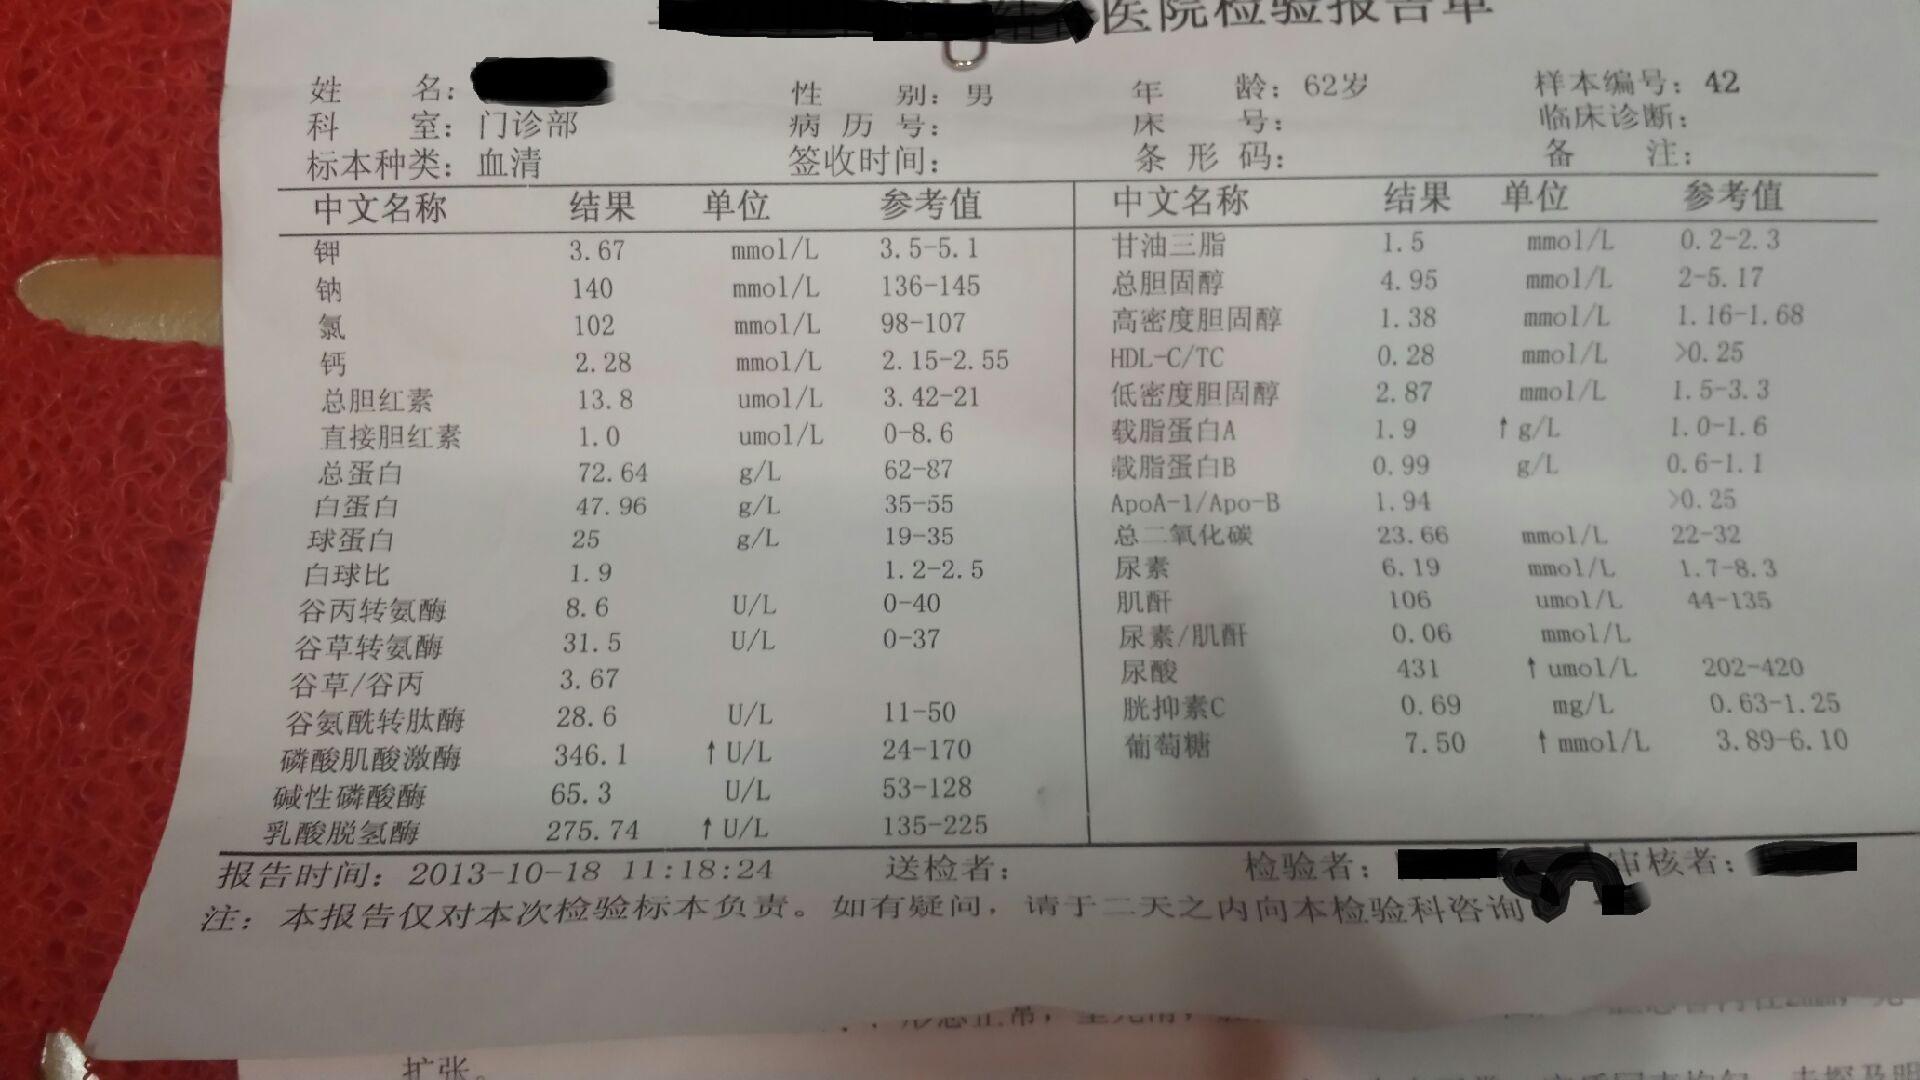 医院检验报告单
姓 名: 性 别: 男 年 龄: 62岁 样本编号: 42
科 室: 门诊部 病 历 号: 床 号: 临床诊断:
标本种类: 血清 签收时间: 条 形 码: 备 注:
中文名称 结果 单位 参考值 中文名称 结果 单位 参考值
钾 3.67 mmol/L 3.5-5.1 甘油三脂 1.5 mmol/L 0.2-2.3
钠 140 mmol/L 136-145 总胆固醇 4.95 mmol/L 2-5.17
氯 102 mmol/L 98-107 高密度胆固醇 1.38 mmol/L 1.16-1.68
钙 2.28 mmol/L 2.15-2.55 HDL-C/TC 0.28 mmol/L >0.25
总胆红素 13.8 umol/L 3.42-21 低密度胆固醇 2.87 mmol/L 1.5-3.3
直接胆红素 1.0 umol/L 0-8.6 载脂蛋白A 1.9 ↑ g/L 1.0-1.6
总蛋白 72.64 g/L 62-87 载脂蛋白B 0.99 g/L 0.6-1.1
白蛋白 47.96 g/L 35-55 ApoA-1/Apo-B 1.94 >0.25
球蛋白 25 g/L 19-35 总二氧化碳 23.66 mmol/L 22-32
白球比 1.9 1.2-2.5 尿素 6.19 mmol/L 1.7-8.3
谷丙转氨酶 8.6 U/L 0-40 肌酐 106 umol/L 44-135
谷草转氨酶 31.5 U/L 0-37 尿素/肌酐 0.06 mmol/L
谷草/谷丙 3.67 尿酸 431 ↑ umol/L 202-420
谷氨酰转肽酶 28.6 U/L 11-50 胱抑素C 0.69 mg/L 0.63-1.25
磷酸肌酸激酶 346.1 ↑ U/L 24-170 葡萄糖 7.50 ↑ mmol/L 3.89-6.10
碱性磷酸酶 65.3 U/L 53-128
乳酸脱氢酶 275.74 ↑ U/L 135-225
报告时间: 2013-10-18 11:18:24 送检者: 检验者: 审核者:
注: 本报告仅对本次检验标本负责。如有疑问, 请于二天之内向本检验科咨询
扩张。